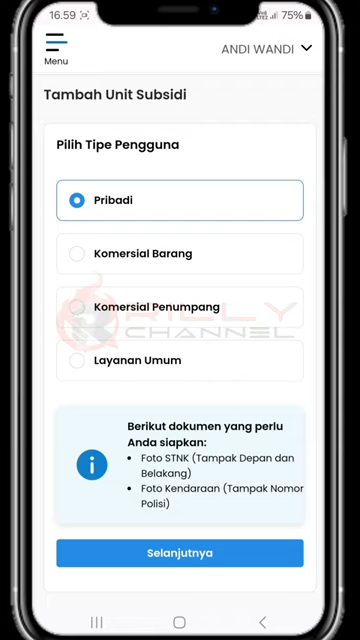 16.59 75%
ANDI WANDI
Menu
Tambah Unit Subsidi
Pilih Tipe Pengguna
Pribadi
Komersial Barang
Komersial Penumpang
RILLY
CHANNEL
Layanan Umum
Berikut dokumen yang perlu
Anda siapkan:
• Foto STNK (Tampak Depan dan
Belakang)
• Foto Kendaraan (Tampak Nomor
Polisi)
Selanjutnya